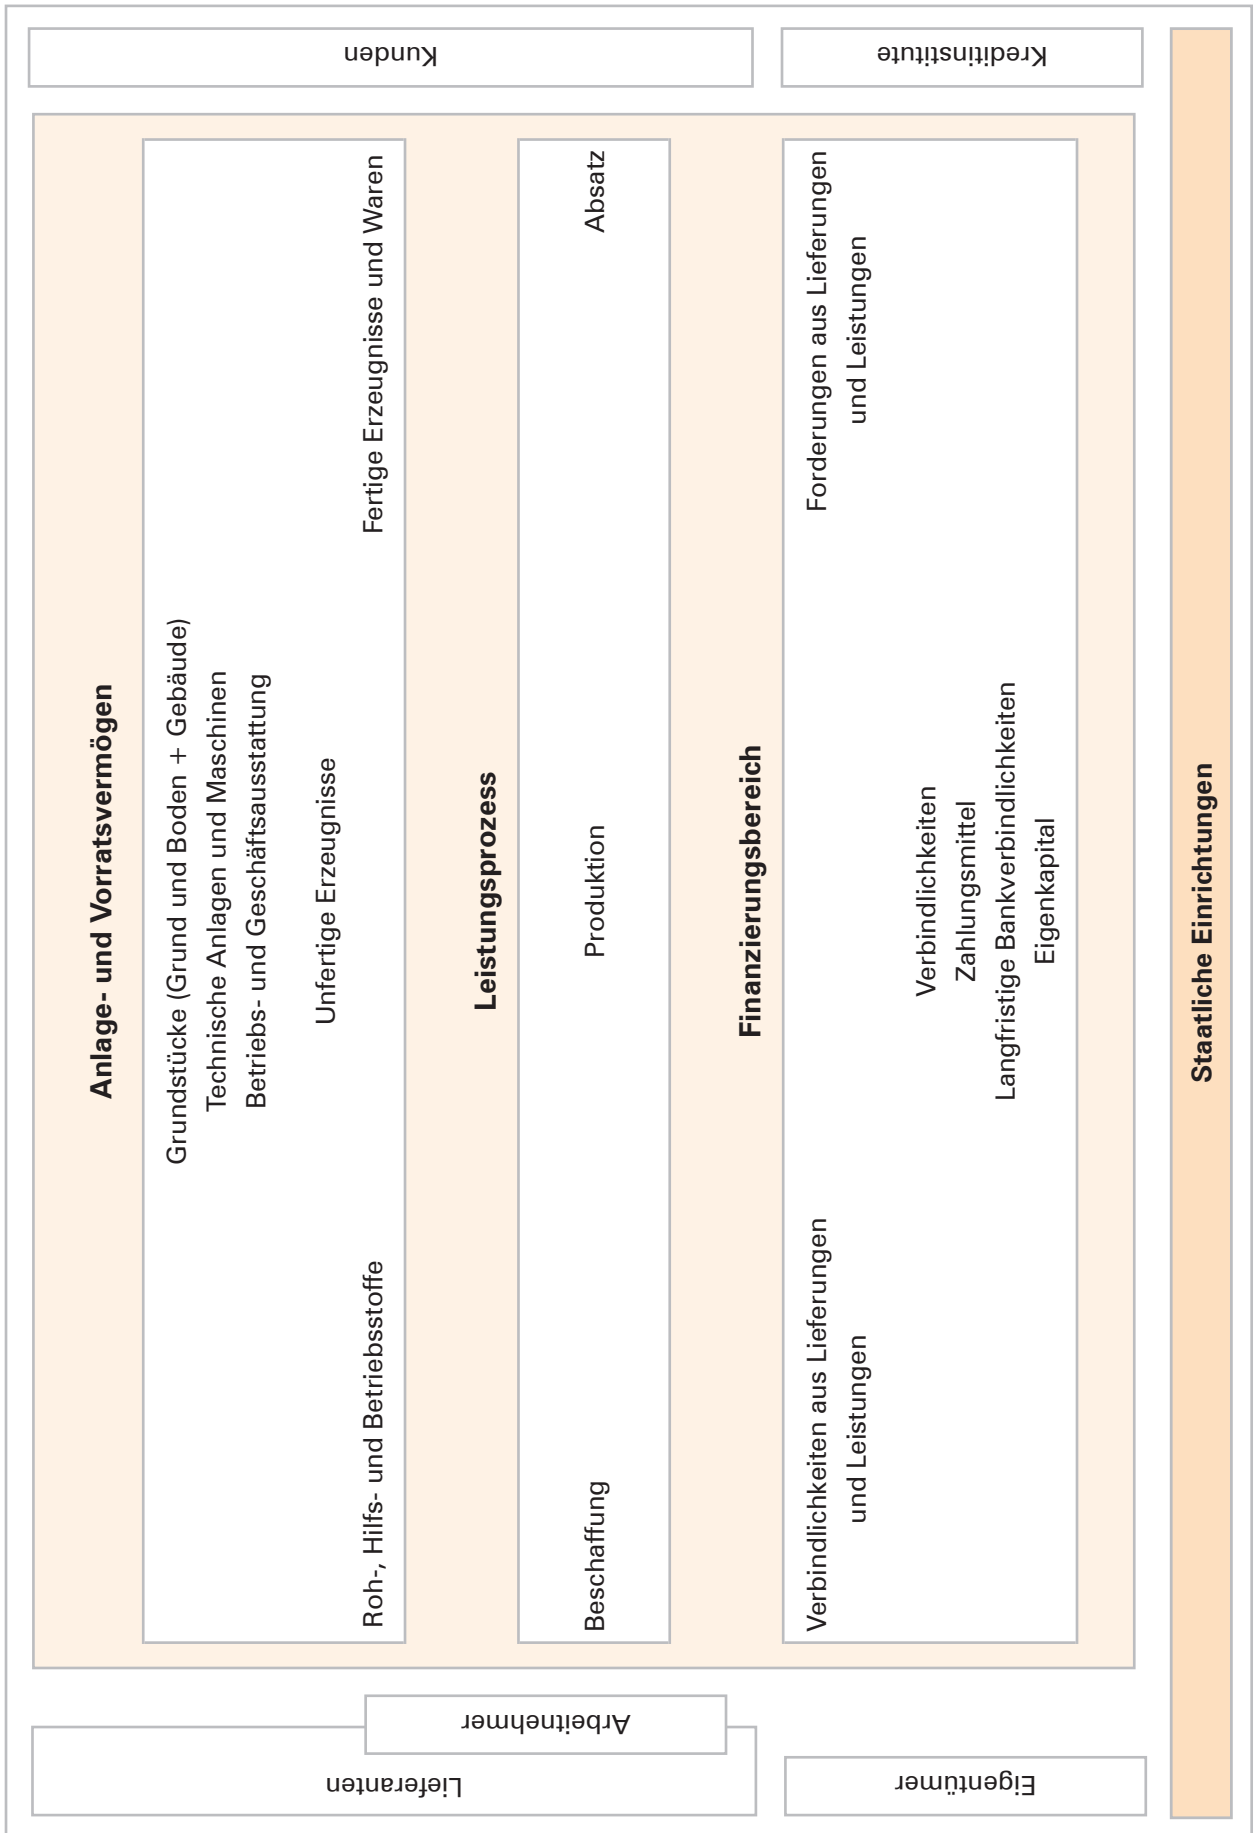 Lieferanten
Arbeitnehmer
Eigentümer
Anlage- und Vorratsvermögen
Grundstücke (Grund und Boden + Gebäude)
Technische Anlagen und Maschinen
Betriebs- und Geschäftsausstattung
Unfertige Erzeugnisse
Roh-, Hilfs- und Betriebsstoffe
Fertige Erzeugnisse und Waren
Leistungsprozess
Beschaffung
Produktion
Absatz
Finanzierungsbereich
Verbindlichkeiten aus Lieferungen
und Leistungen
Forderungen aus Lieferungen
und Leistungen
Verbindlichkeiten
Zahlungsmittel
Langfristige Bankverbindlichkeiten
Eigenkapital
Kunden
Kreditinstitute
Staatliche Einrichtungen